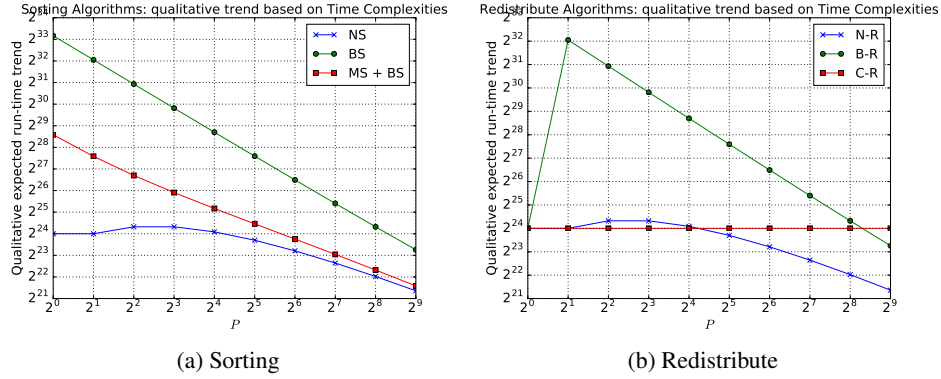 Sorting Algorithms: qualitative trend based on Time Complexities
Qualitative expected run-time trend
2^34
2^33
2^32
2^31
2^30
2^29
2^28
2^27
2^26
2^25
2^24
2^23
2^22
2^21
NS
BS
MS + BS
2^0 2^1 2^2 2^3 2^4 2^5 2^6 2^7 2^8 2^9
P
(a) Sorting
Redistribute Algorithms: qualitative trend based on Time Complexities
Qualitative expected run-time trend
2^33
2^32
2^31
2^30
2^29
2^28
2^27
2^26
2^25
2^24
2^23
2^22
2^21
N-R
B-R
C-R
2^0 2^1 2^2 2^3 2^4 2^5 2^6 2^7 2^8 2^9
P
(b) Redistribute